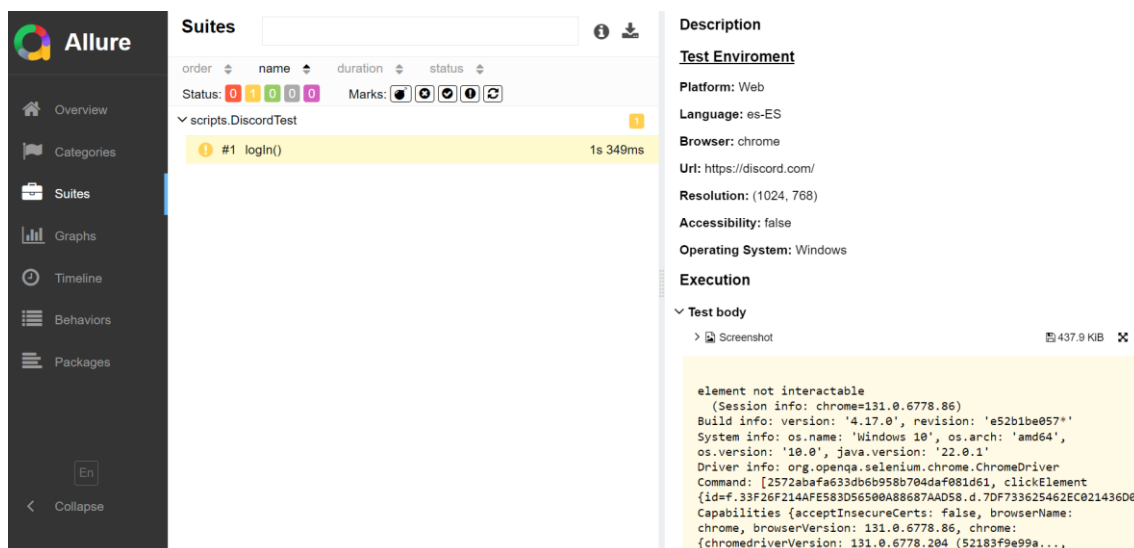 Allure
Overview
Categories
Suites
Graphs
Timeline
Behaviors
Packages
En
Collapse
Suites
order name duration status
Status: 0 1 0 0 0 Marks:
scripts.DiscordTest 1
#1 logIn() 1s 349ms
Description
Test Enviroment
Platform: Web
Language: es-ES
Browser: chrome
Url: https://discord.com/
Resolution: (1024, 768)
Accessibility: false
Operating System: Windows
Execution
Test body
Screenshot 437.9 KiB
element not interactable
(Session info: chrome=131.0.6778.86)
Build info: version: '4.17.0', revision: 'e52b1be057*'
System info: os.name: 'Windows 10', os.arch: 'amd64',
os.version: '10.0', java.version: '22.0.1'
Driver info: org.openqa.selenium.chrome.ChromeDriver
Command: [2572abafa633db6b958b704daf081d61, clickElement
{id=f.33F26F214AFE583D56500A88687AAD58.d.7DF733625462EC021436D0
Capabilities {acceptInsecureCerts: false, browserName:
chrome, browserVersion: 131.0.6778.86, chrome:
{chromedriverVersion: 131.0.6778.204 (52183f9e99a...,